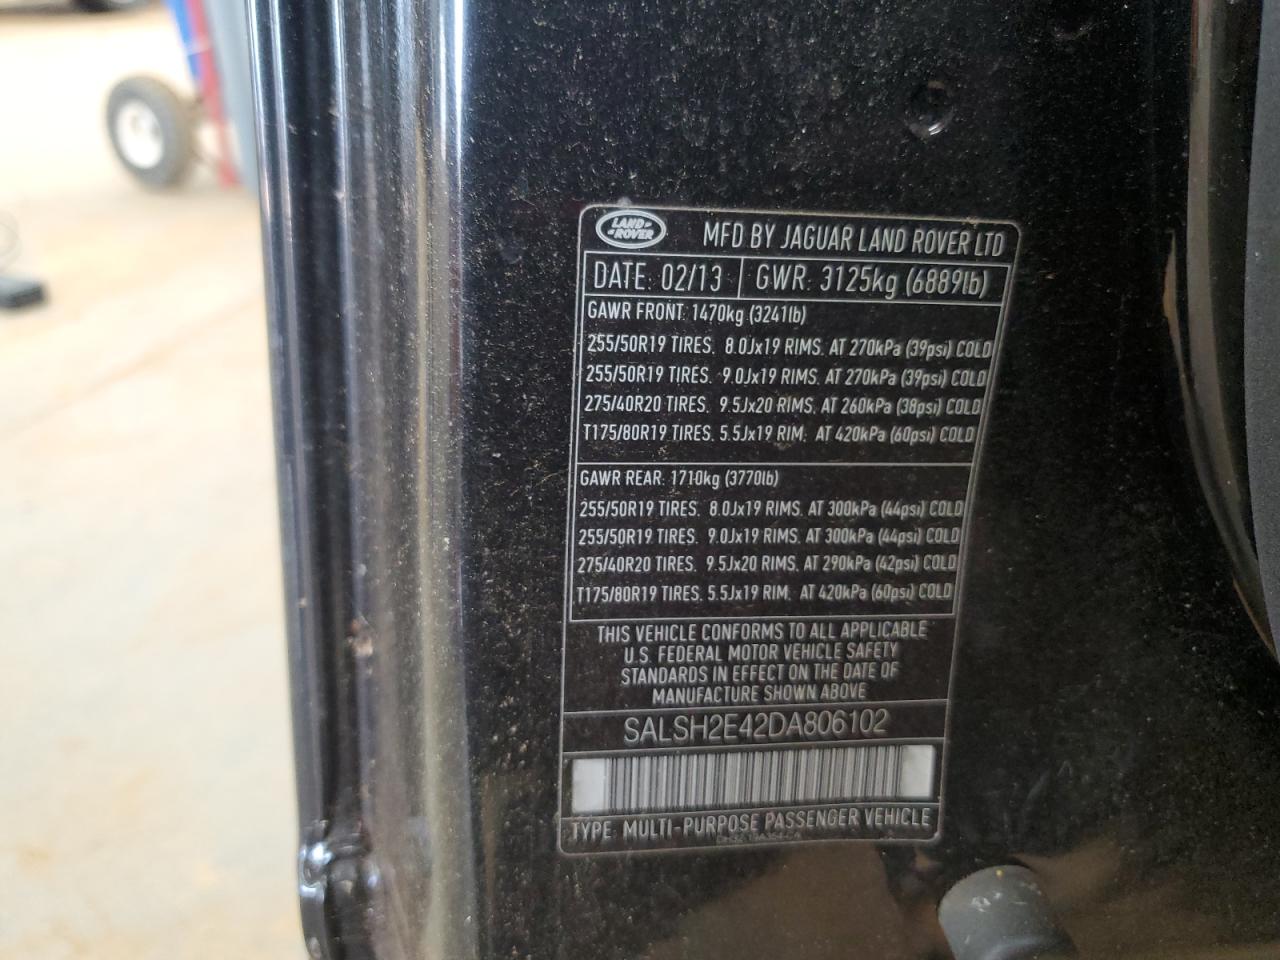 LAND-
-ROVER
MFD BY JAGUAR LAND ROVER LTD
DATE: 02/13 GWR: 3125kg (6889lb)
GAWR FRONT: 1470kg (3241lb)
255/50R19 TIRES. 8.0Jx19 RIMS. AT 270kPa (39psi) COLD
255/50R19 TIRES. 9.0Jx19 RIMS. AT 270kPa (39psi) COLD
275/40R20 TIRES. 9.5Jx20 RIMS. AT 260kPa (38psi) COLD
T175/80R19 TIRES. 5.5Jx19 RIM. AT 420kPa (60psi) COLD
GAWR REAR: 1710kg (3770lb)
255/50R19 TIRES. 8.0Jx19 RIMS. AT 300kPa (44psi) COLD
255/50R19 TIRES. 9.0Jx19 RIMS. AT 300kPa (44psi) COLD
275/40R20 TIRES. 9.5Jx20 RIMS. AT 290kPa (42psi) COLD
T175/80R19 TIRES. 5.5Jx19 RIM. AT 420kPa (60psi) COLD
THIS VEHICLE CONFORMS TO ALL APPLICABLE
U.S. FEDERAL MOTOR VEHICLE SAFETY
STANDARDS IN EFFECT ON THE DATE OF
MANUFACTURE SHOWN ABOVE
SALSH2E42DA806102
TYPE: MULTI-PURPOSE PASSENGER VEHICLE